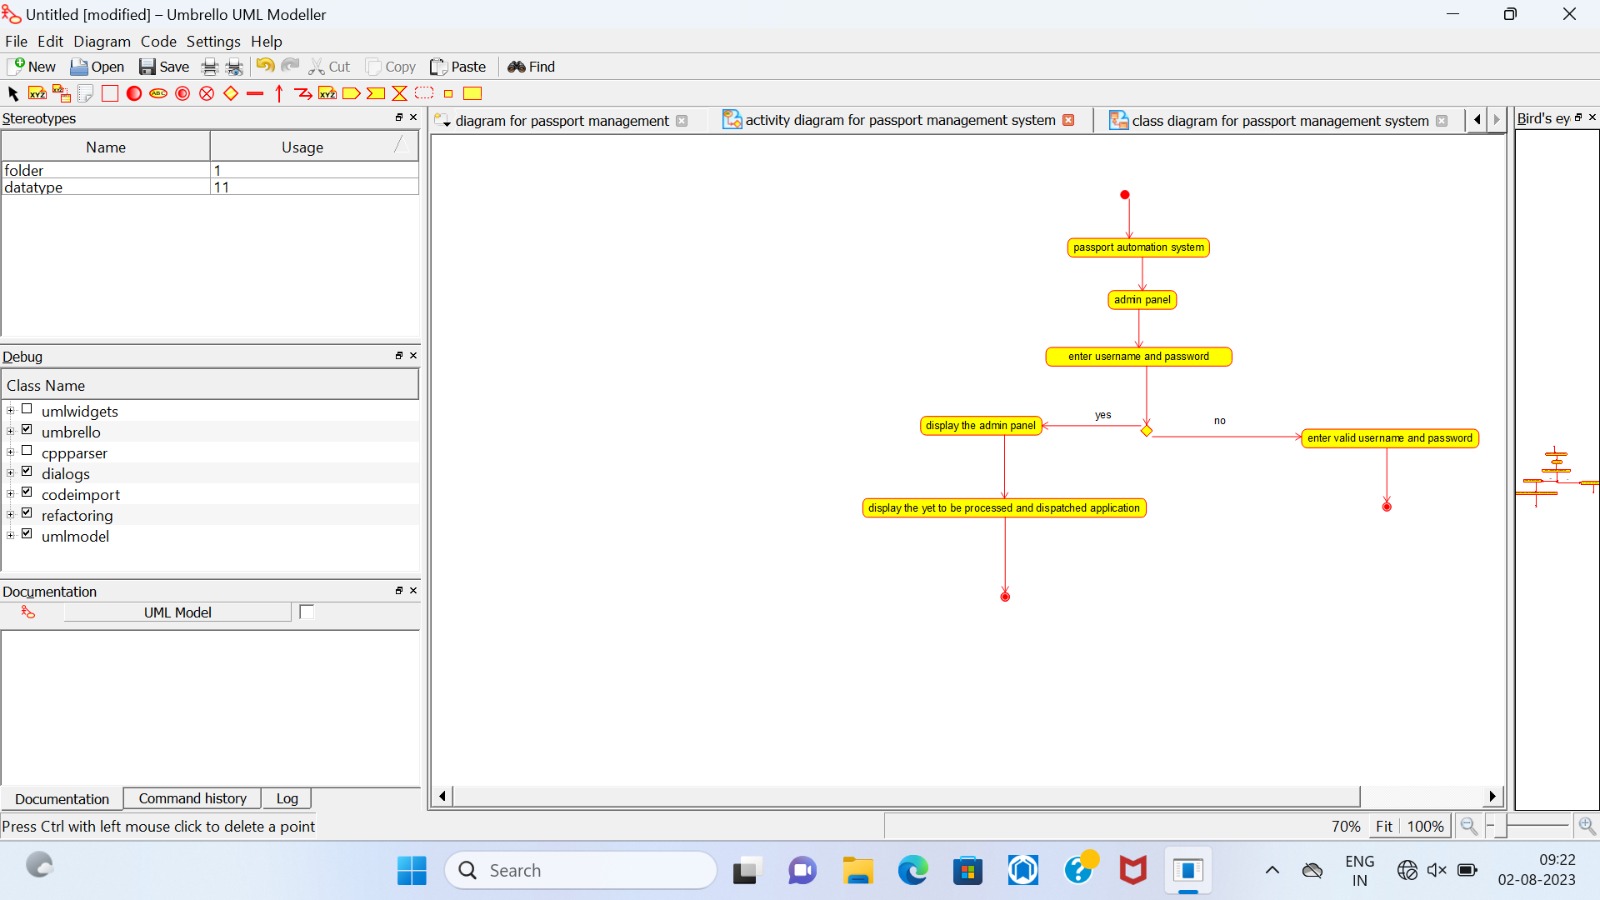 Untitled [modified] – Umbrello UML Modeller
File Edit Diagram Code Settings Help
New Open Save Cut Copy Paste Find
XYZ XYZ ABC XYZ
Stereotypes
Name Usage
folder 1
datatype 11
Debug
Class Name
umlwidgets
umbrello
cppparser
dialogs
codeimport
refactoring
umlmodel
Documentation
UML Model
Documentation Command history Log
Press Ctrl with left mouse click to delete a point
diagram for passport management activity diagram for passport management system class diagram for passport management system
Bird's ey
passport automation system
admin panel
enter username and password
yes
no
display the admin panel
enter valid username and password
display the yet to be processed and dispatched application
70% Fit 100%
Search
ENG
IN
09:22
02-08-2023